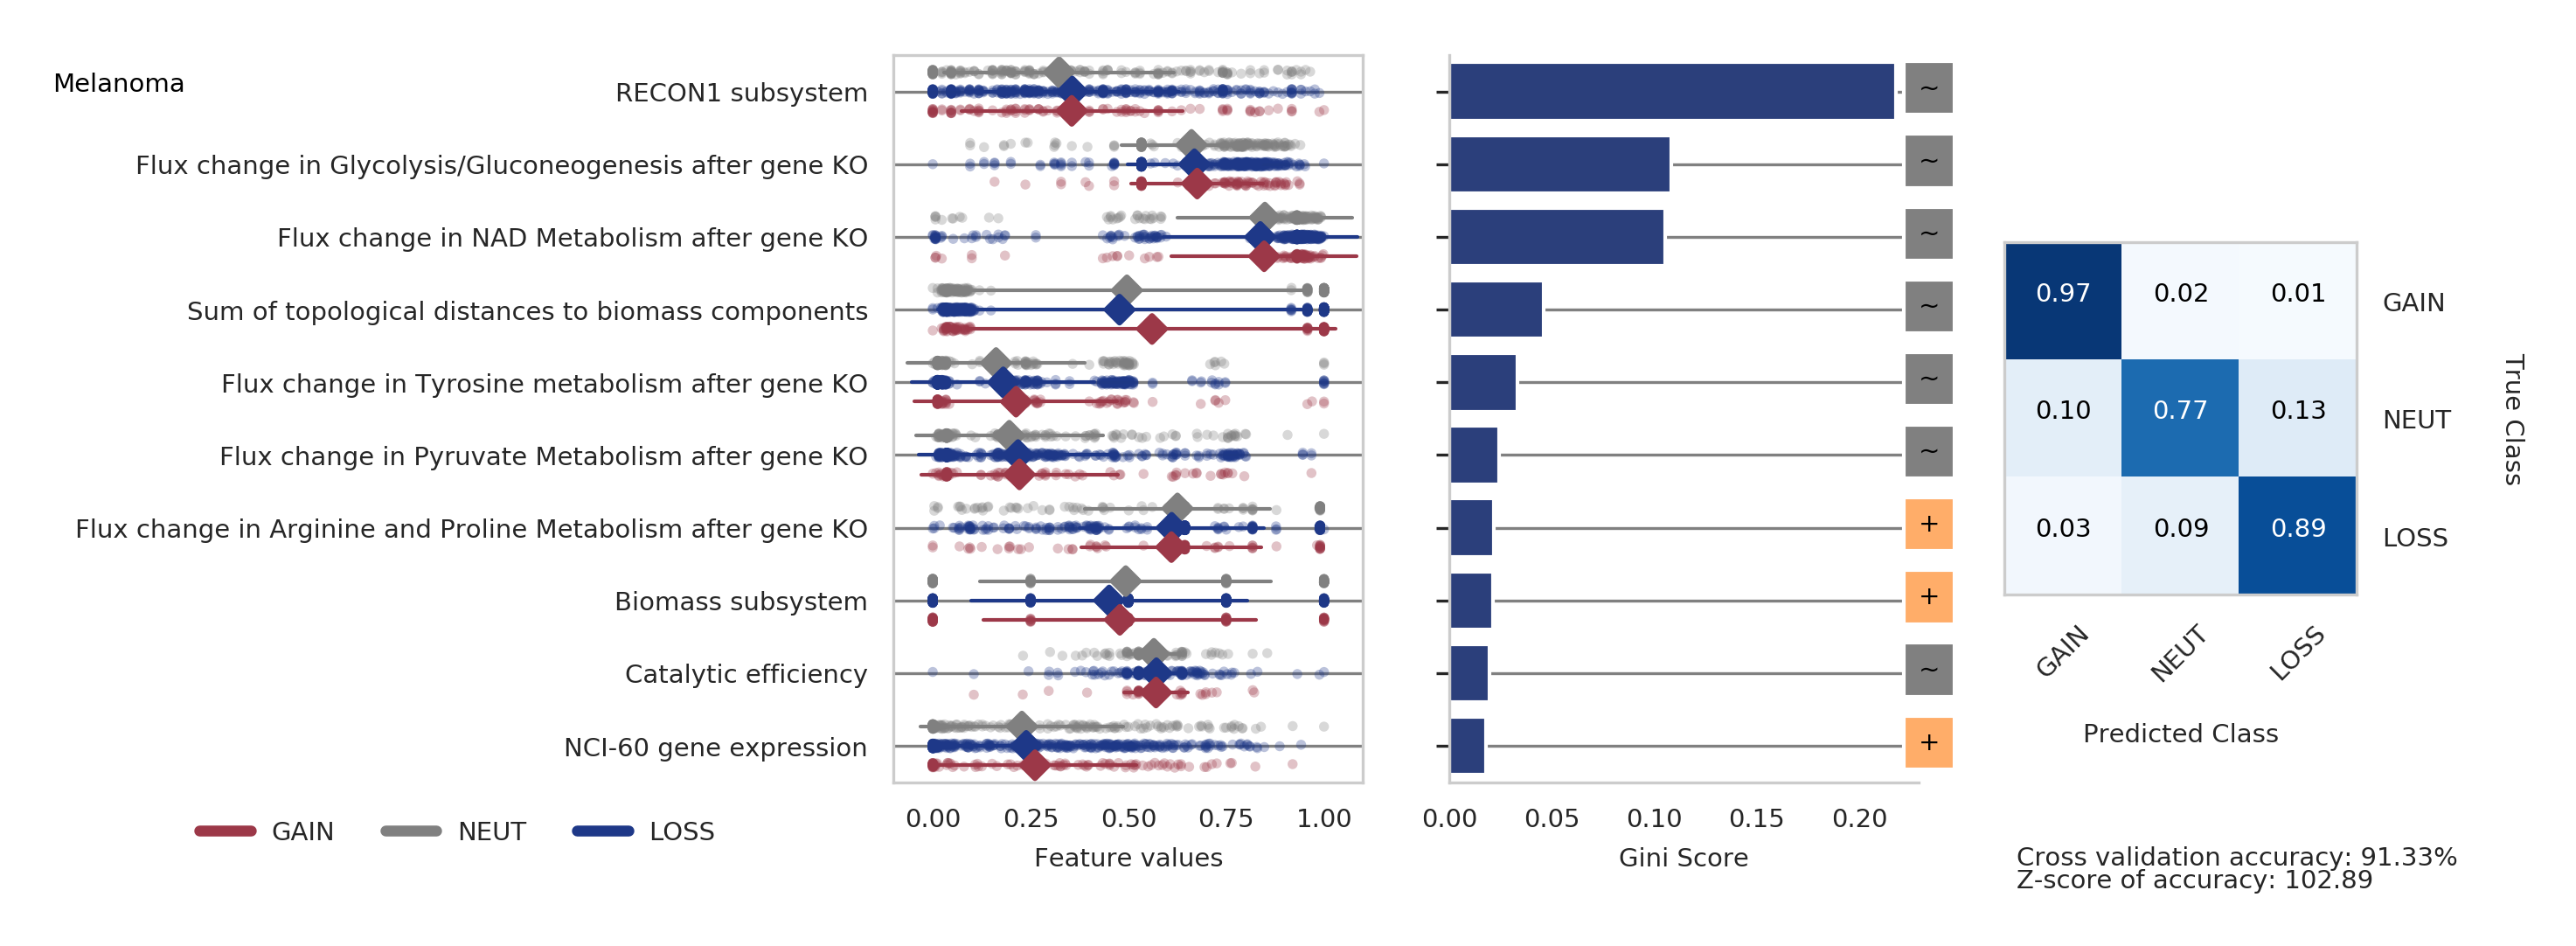 Melanoma
RECON1 subsystem
Flux change in Glycolysis/Gluconeogenesis after gene KO
Flux change in NAD Metabolism after gene KO
Sum of topological distances to biomass components
Flux change in Tyrosine metabolism after gene KO
Flux change in Pyruvate Metabolism after gene KO
Flux change in Arginine and Proline Metabolism after gene KO
Biomass subsystem
Catalytic efficiency
NCI-60 gene expression
GAIN NEUT LOSS
0.00 0.25 0.50 0.75 1.00
Feature values
~
~
~
~
~
~
+
+
~
+
0.00 0.05 0.10 0.15 0.20
Gini Score
0.97 0.02 0.01 GAIN
0.10 0.77 0.13 NEUT
0.03 0.09 0.89 LOSS
True Class
GAIN NEUT LOSS
Predicted Class
Cross validation accuracy: 91.33%
Z-score of accuracy: 102.89